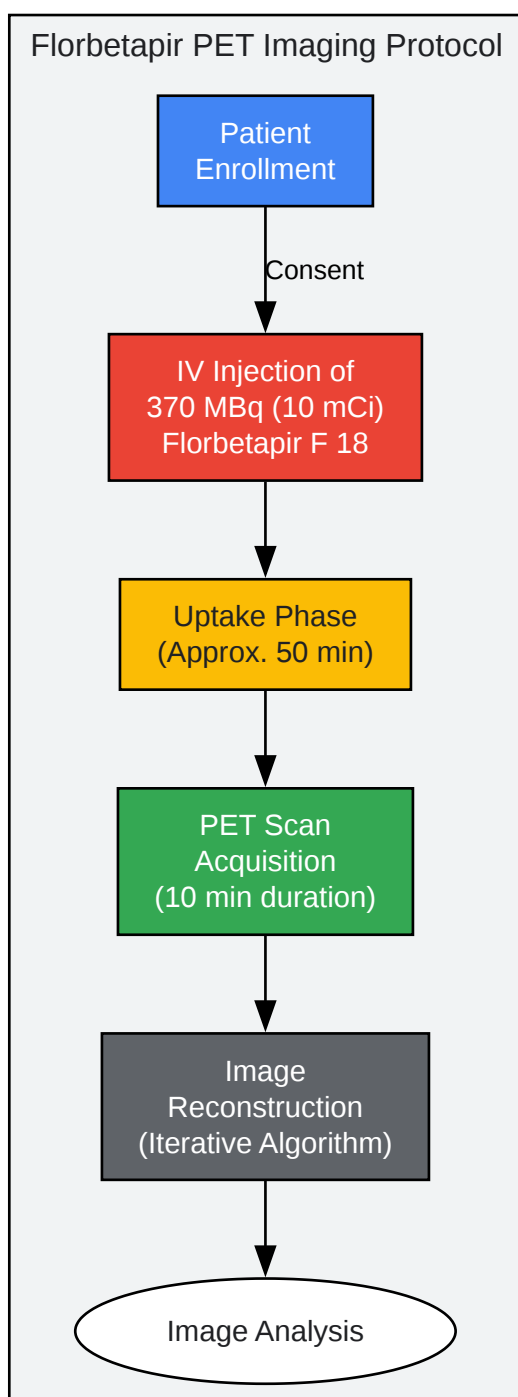 Florbetapir PET Imaging Protocol
Patient
Enrollment
Consent
IV Injection of
370 MBq (10 mCi)
Florbetapir F 18
Uptake Phase
(Approx. 50 min)
PET Scan
Acquisition
(10 min duration)
Image
Reconstruction
(Iterative Algorithm)
Image Analysis